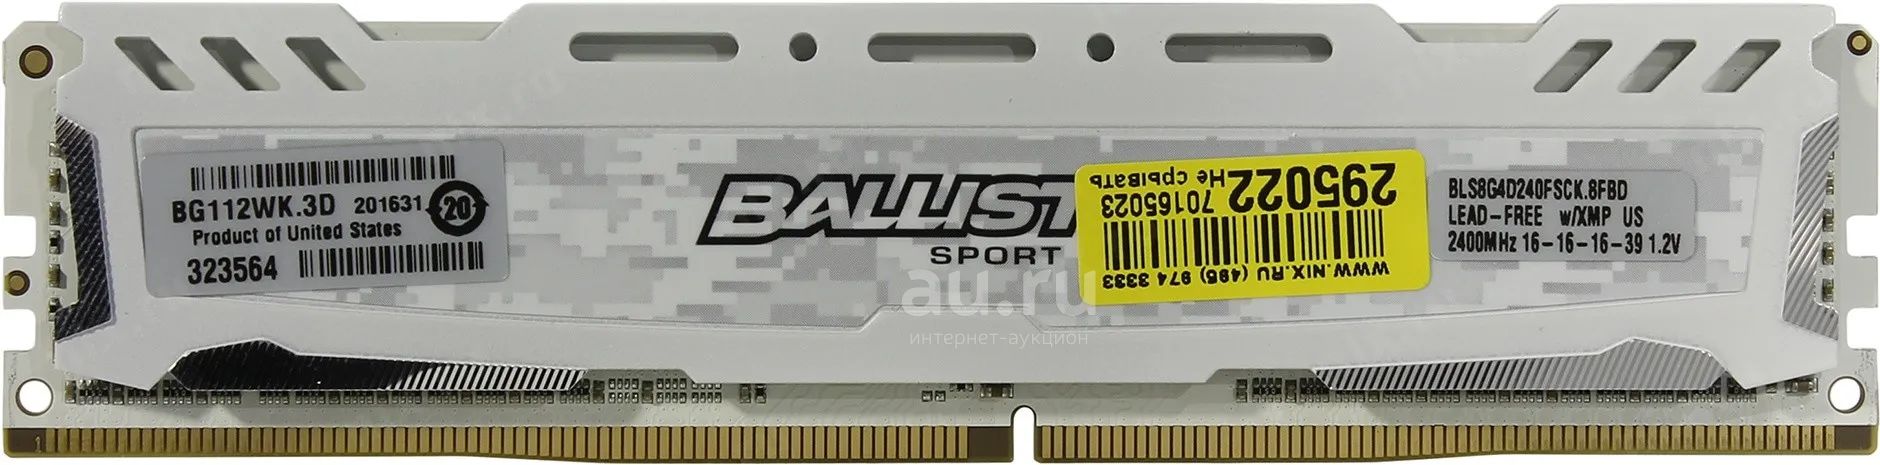 BG112WK.3D 201631 20
Product of United States
323564
BALLIST
SPORT
295022 Не срывать
70165023
WWW.NIX.RU (495) 974 3333
BLS8G4D240FSCK.8FBD
LEAD-FREE w/XMP US
2400MHz 16-16-16-39 1.2V
au.ru
интернет-аукцион